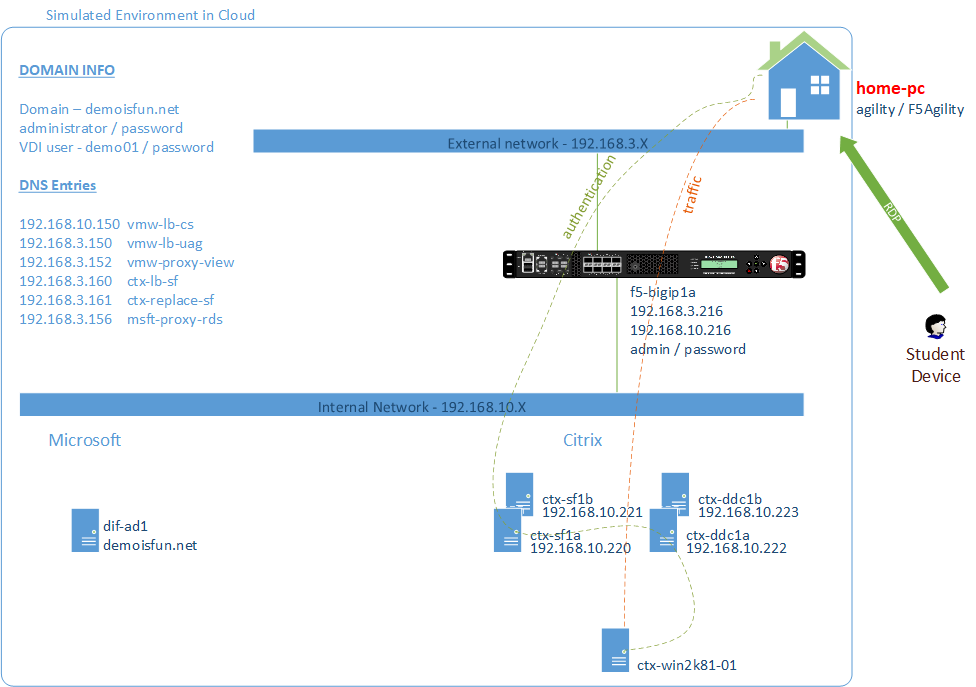 Simulated Environment in Cloud
DOMAIN INFO
Domain – demoisfun.net
administrator / password
VDI user - demo01 / password
DNS Entries
192.168.10.150 vmw-lb-cs
192.168.3.150 vmw-lb-uag
192.168.3.152 vmw-proxy-view
192.168.3.160 ctx-lb-sf
192.168.3.161 ctx-replace-sf
192.168.3.156 msft-proxy-rds
home-pc
agility / F5Agility
External network - 192.168.3.X
authentication
traffic
RDP
f5
f5-bigip1a
192.168.3.216
192.168.10.216
admin / password
Student
Device
Internal Network - 192.168.10.X
Microsoft
Citrix
dif-ad1
demoisfun.net
ctx-sf1b
192.168.10.221
ctx-sf1a
192.168.10.220
ctx-ddc1b
192.168.10.223
ctx-ddc1a
192.168.10.222
ctx-win2k81-01